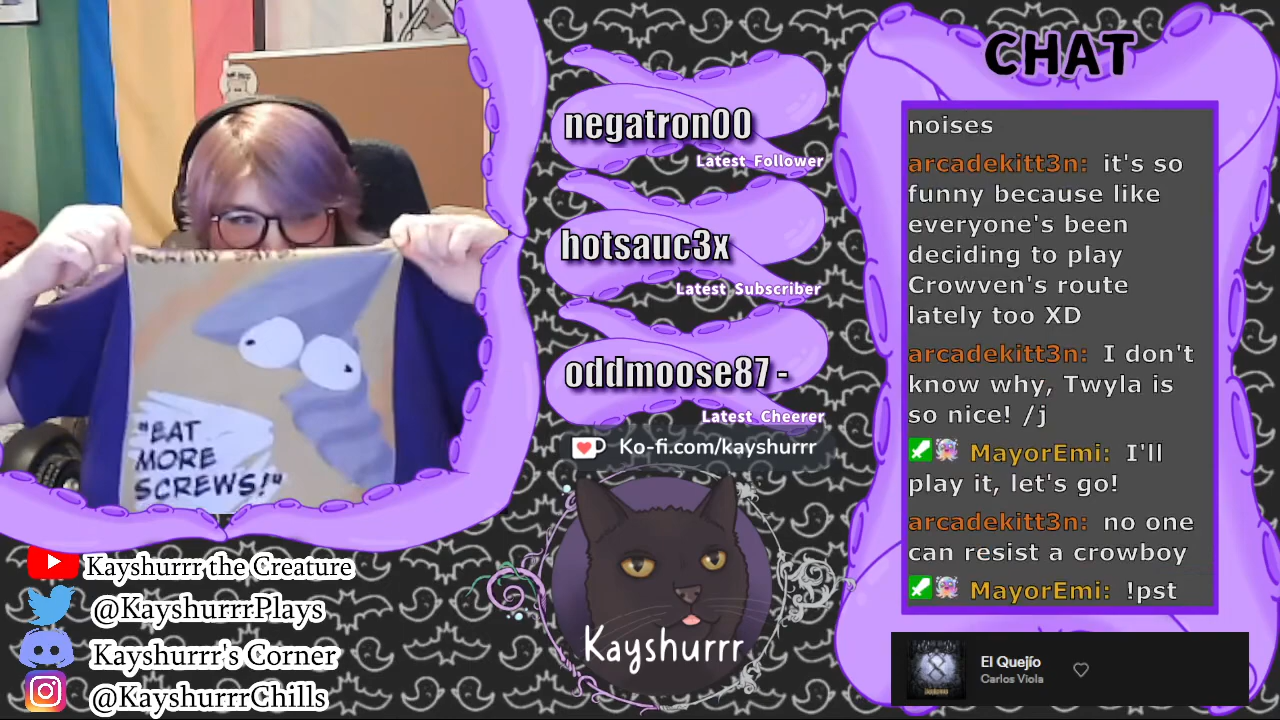 SCREWY SAYS:
"EAT
MORE
SCREWS!"
negatron00
Latest Follower
hotsauc3x
Latest Subscriber
oddmoose87 -
Latest Cheerer
Ko-fi.com/kayshurrr
Kayshurrr
Kayshurrr the Creature
@KayshurrrPlays
Kayshurrr's Corner
@KayshurrrChills
CHAT
noises
arcadekitt3n: it's so
funny because like
everyone's been
deciding to play
Crowven's route
lately too XD
arcadekitt3n: I don't
know why, Twyla is
so nice! /j
MayorEmi: I'll
play it, let's go!
arcadekitt3n: no one
can resist a crowboy
MayorEmi: !pst
El Quejío
Carlos Viola